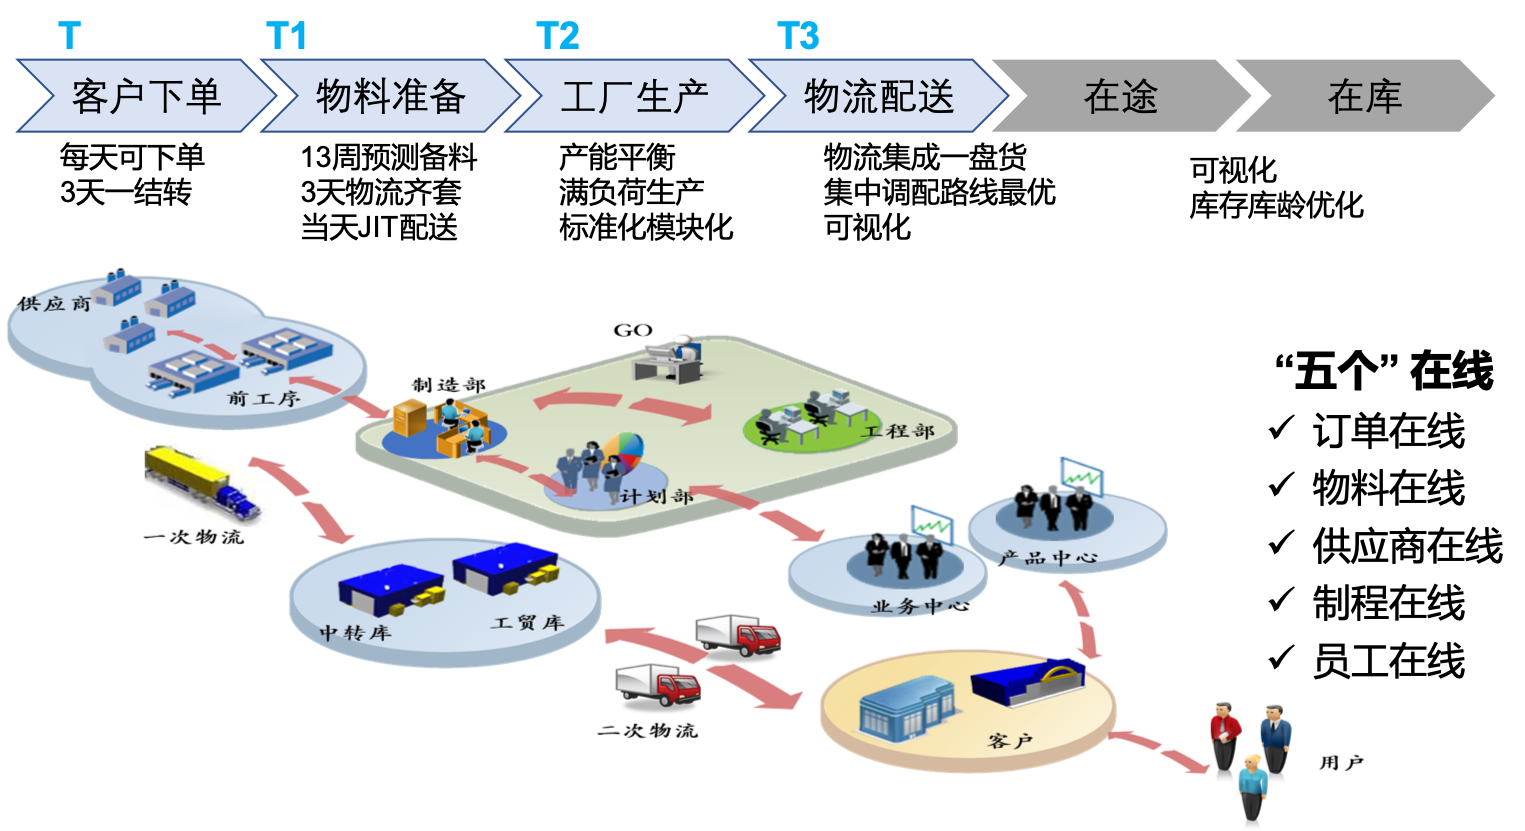 T
T1
T2
T3
客户下单
物料准备
工厂生产
物流配送
在途
在库
每天可下单
3天一结转
13周预测备料
3天物流齐套
当天JIT配送
产能平衡
满负荷生产
标准化模块化
物流集成一盘货
集中调配路线最优
可视化
可视化
库存库龄优化
供应商
前工序
GO
制造部
工程部
计划部
一次物流
中转库
工贸库
业务中心
产品中心
二次物流
客户
用户
“五个” 在线
✓ 订单在线
✓ 物料在线
✓ 供应商在线
✓ 制程在线
✓ 员工在线